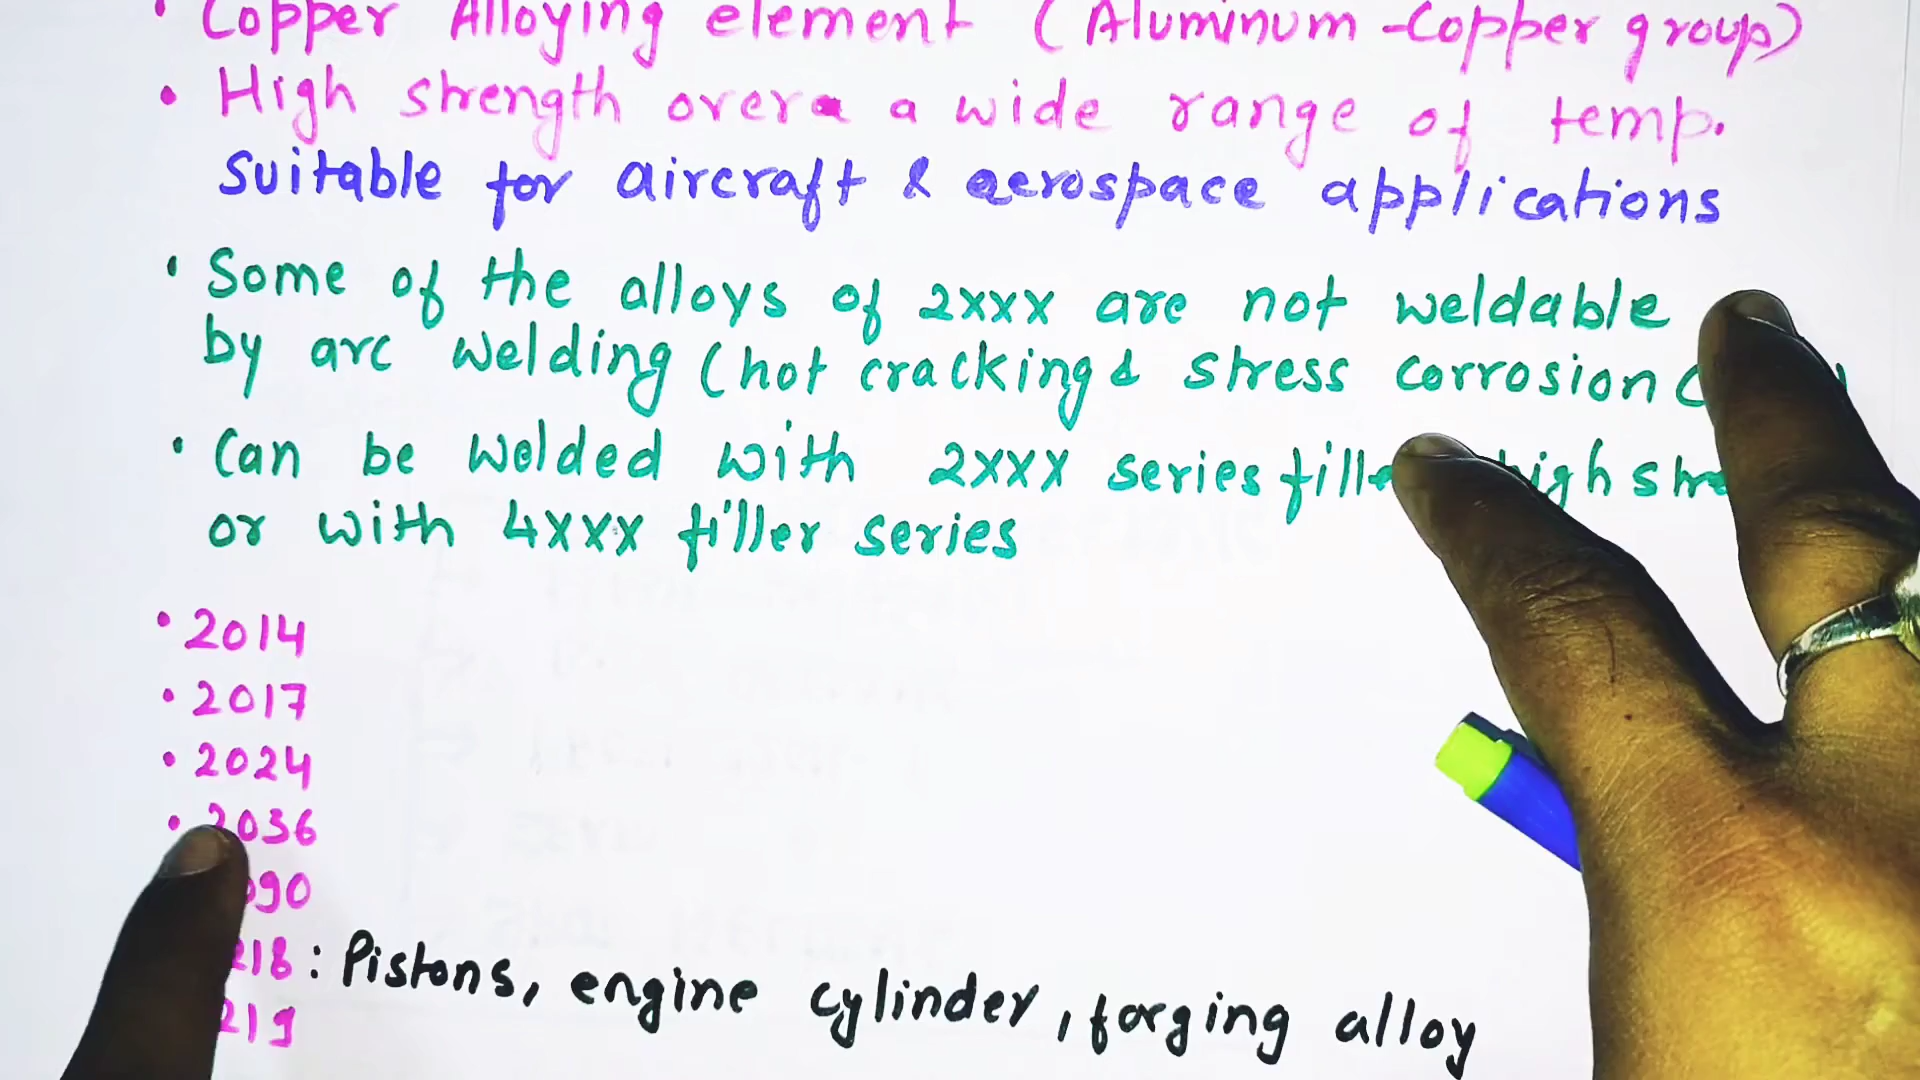 • Copper Alloying element (Aluminum -Copper group)
• High strength over a wide range of temp.
suitable for aircraft & aerospace applications
• Some of the alloys of 2xxx are not weldable
by arc welding (hot cracking & stress corrosion
• Can be welded with 2XXX series high
or with 4XXX filler series
• 2014
• 2017
• 2024
• 2036
: Pistons, engine cylinder, forging alloy